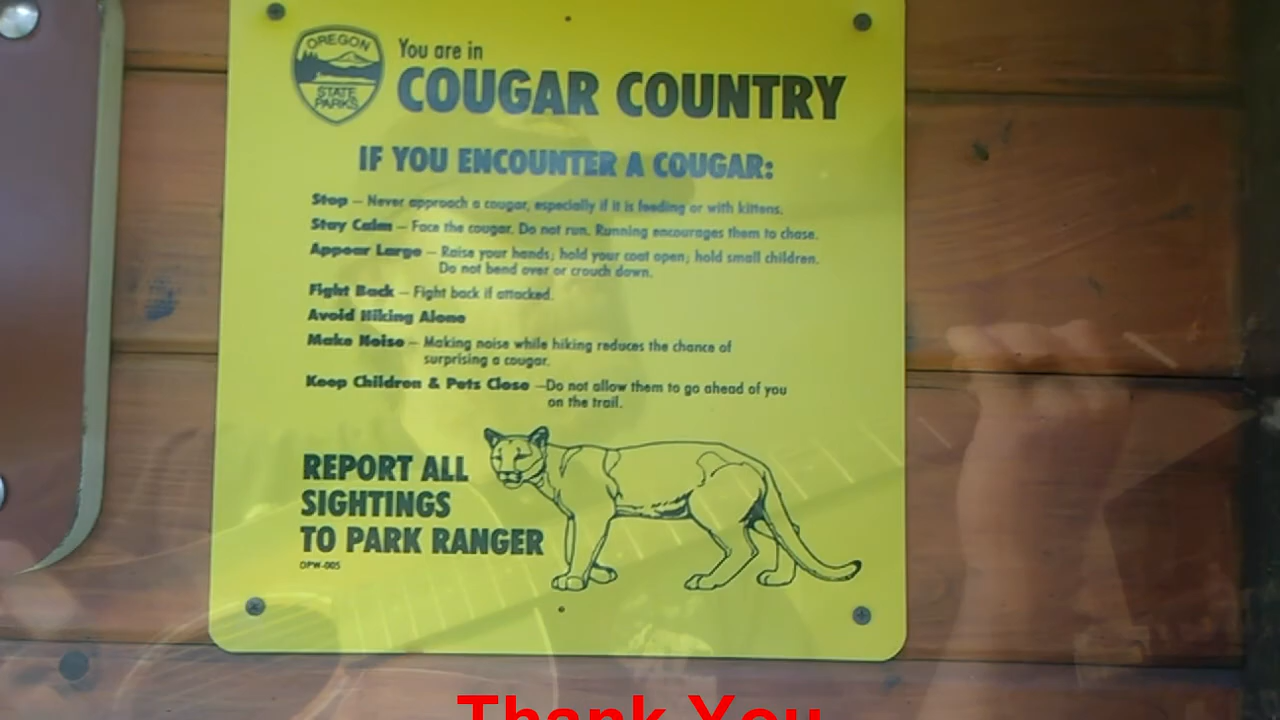 OREGON
STATE
PARKS
You are in
COUGAR COUNTRY
IF YOU ENCOUNTER A COUGAR:
Stop – Never approach a cougar, especially if it is feeding or with kittens.
Stay Calm – Face the cougar. Do not run. Running encourages them to chase.
Appear Large – Raise your hands; hold your coat open; hold small children.
Do not bend over or crouch down.
Fight Back – Fight back if attacked.
Avoid Hiking Alone
Make Noise – Making noise while hiking reduces the chance of
surprising a cougar.
Keep Children & Pets Close –Do not allow them to go ahead of you
on the trail.
REPORT ALL
SIGHTINGS
TO PARK RANGER
OPW-005
Thank You